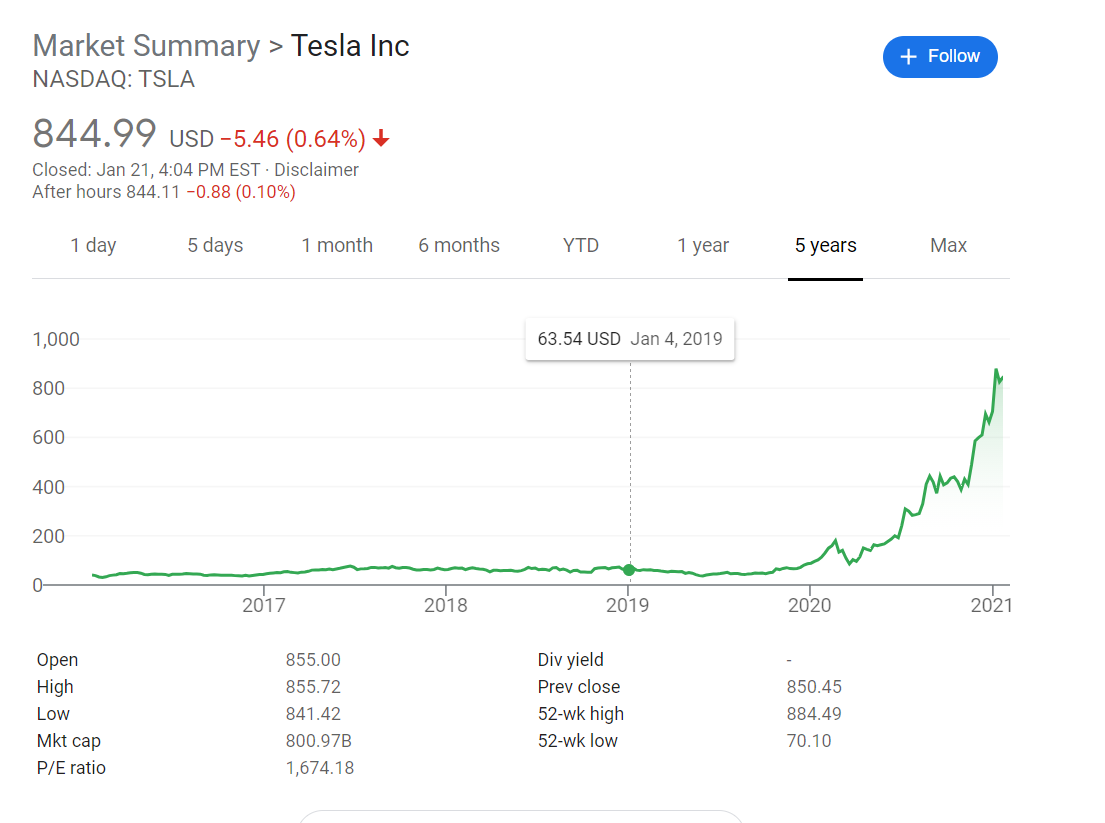 Market Summary > Tesla Inc
NASDAQ: TSLA
+ Follow
844.99 USD −5.46 (0.64%)
Closed: Jan 21, 4:04 PM EST · Disclaimer
After hours 844.11 −0.88 (0.10%)
1 day 5 days 1 month 6 months YTD 1 year 5 years Max
63.54 USD Jan 4, 2019
1,000
800
600
400
200
0
2017 2018 2019 2020 2021
Open 855.00 Div yield -
High 855.72 Prev close 850.45
Low 841.42 52-wk high 884.49
Mkt cap 800.97B 52-wk low 70.10
P/E ratio 1,674.18